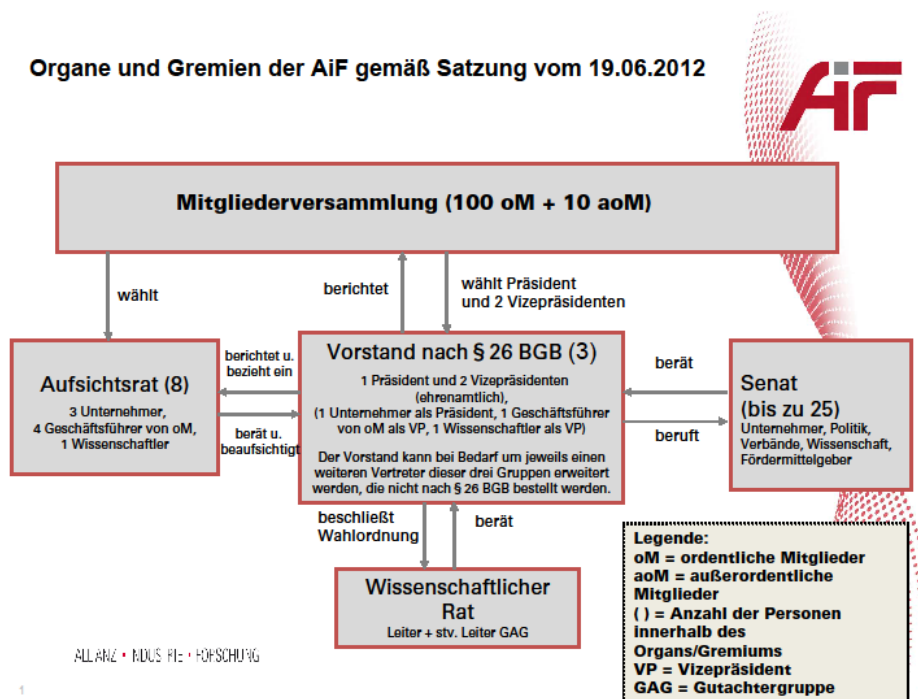 Organe und Gremien der AiF gemäß Satzung vom 19.06.2012
AiF
Mitgliederversammlung (100 oM + 10 aoM)
wählt
berichtet
wählt Präsident
und 2 Vizepräsidenten
Aufsichtsrat (8)
3 Unternehmer,
4 Geschäftsführer von oM,
1 Wissenschaftler
berichtet u.
bezieht ein
berät u.
beaufsichtigt
Vorstand nach § 26 BGB (3)
1 Präsident und 2 Vizepräsidenten
(ehrenamtlich),
(1 Unternehmer als Präsident, 1 Geschäftsführer
von oM als VP, 1 Wissenschaftler als VP)
Der Vorstand kann bei Bedarf um jeweils einen
weiteren Vertreter dieser drei Gruppen erweitert
werden, die nicht nach § 26 BGB bestellt werden.
berät
beruft
Senat
(bis zu 25)
Unternehmer, Politik,
Verbände, Wissenschaft,
Fördermittelgeber
beschließt
Wahlordnung
berät
Wissenschaftlicher
Rat
Leiter + stv. Leiter GAG
Legende:
oM = ordentliche Mitglieder
aoM = außerordentliche
Mitglieder
( ) = Anzahl der Personen
innerhalb des
Organs/Gremiums
VP = Vizepräsident
GAG = Gutachtergruppe
ALLIANZ • INDUSTRIE • FORSCHUNG
1